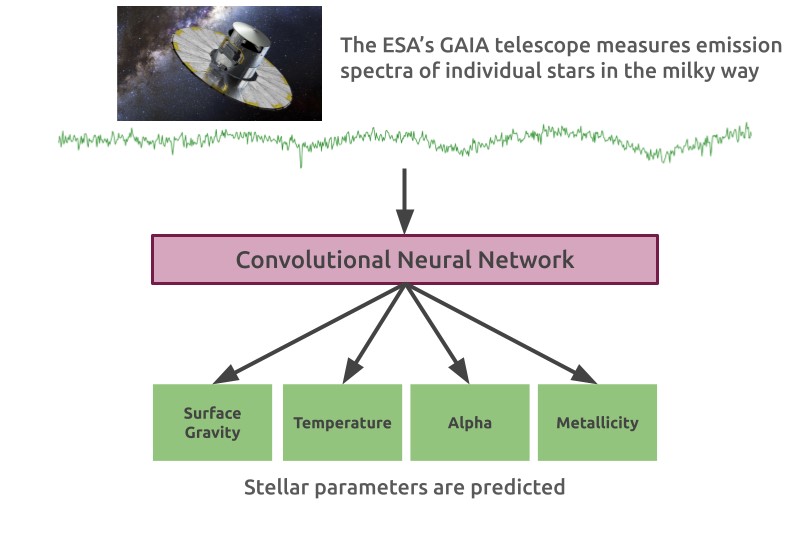 The ESA's GAIA telescope measures emission
spectra of individual stars in the milky way
Convolutional Neural Network
Surface
Gravity
Temperature
Alpha
Metallicity
Stellar parameters are predicted